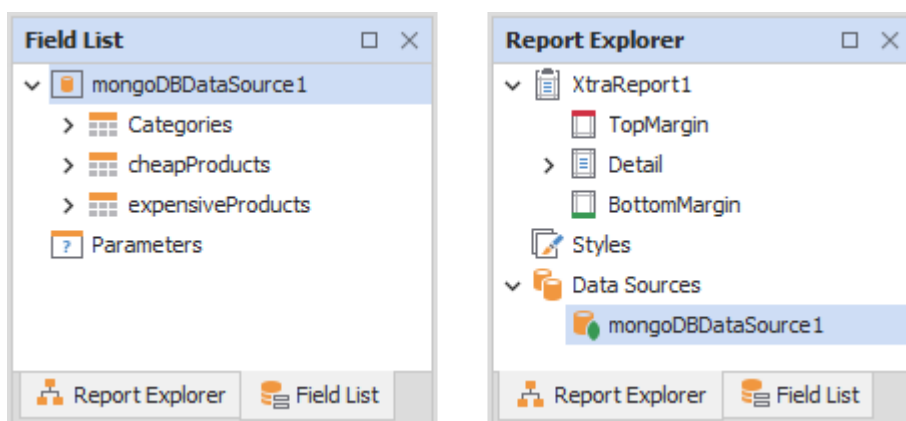 Field List
mongoDBDataSource1
Categories
cheapProducts
expensiveProducts
? Parameters
Report Explorer
Field List
Report Explorer
XtraReport1
TopMargin
Detail
BottomMargin
Styles
Data Sources
mongoDBDataSource1
Report Explorer
Field List